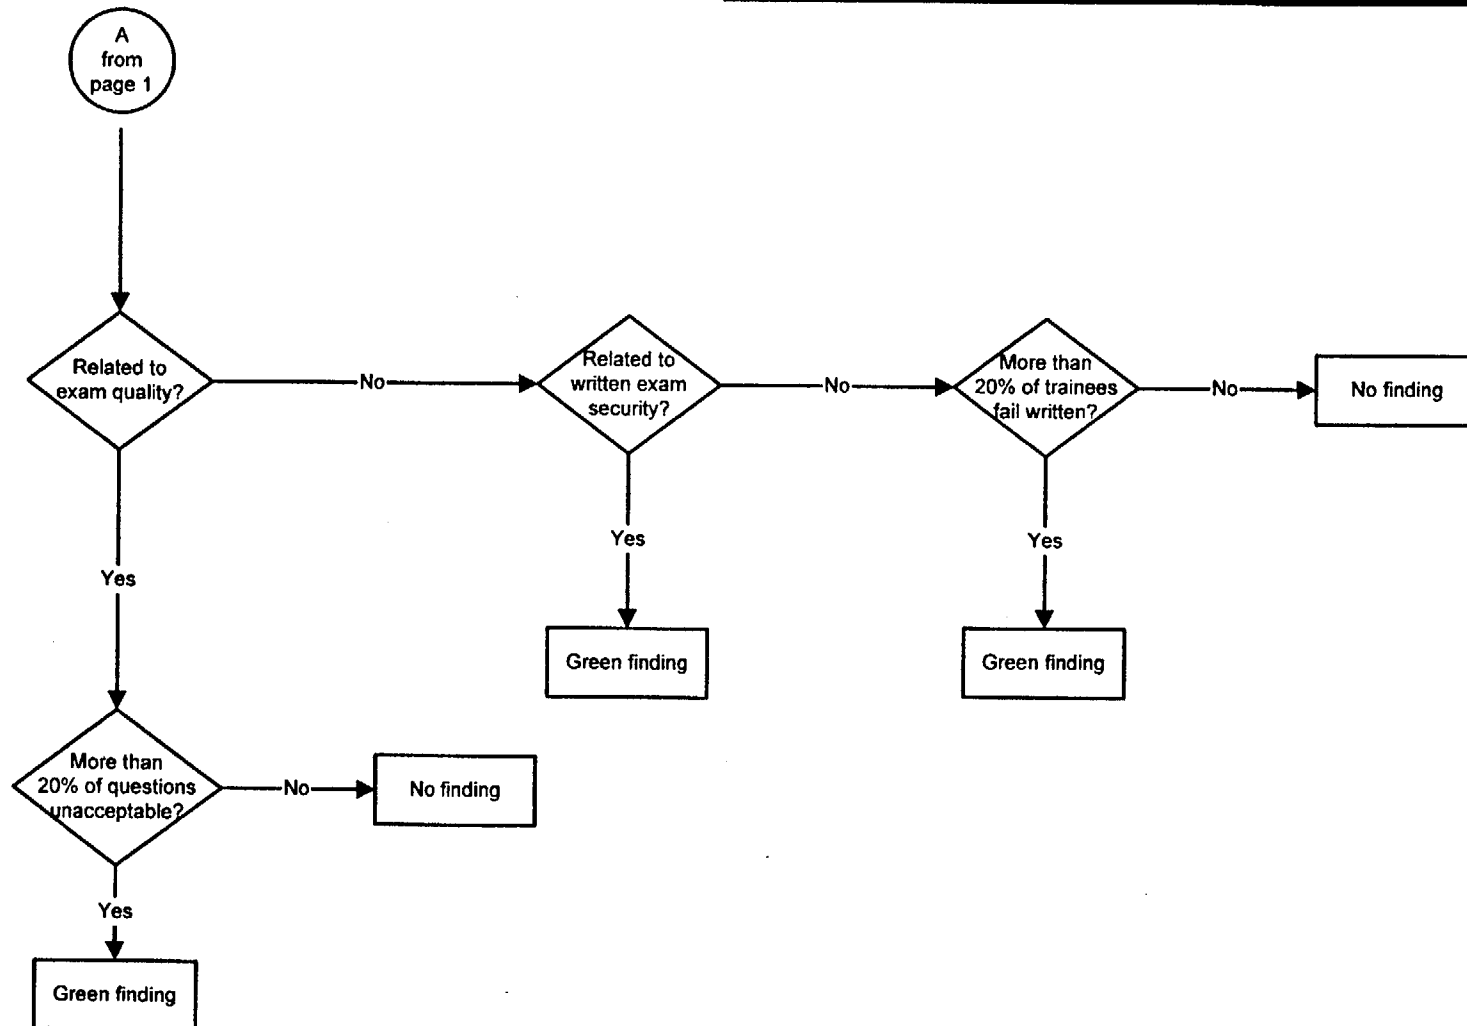 A
from
page 1
Related to
exam quality?
No
Related to
written exam
security?
No
More than
20% of trainees
fail written?
No
No finding
Yes
Yes
Yes
Green finding
Green finding
More than
20% of questions
unacceptable?
No
No finding
Yes
Green finding